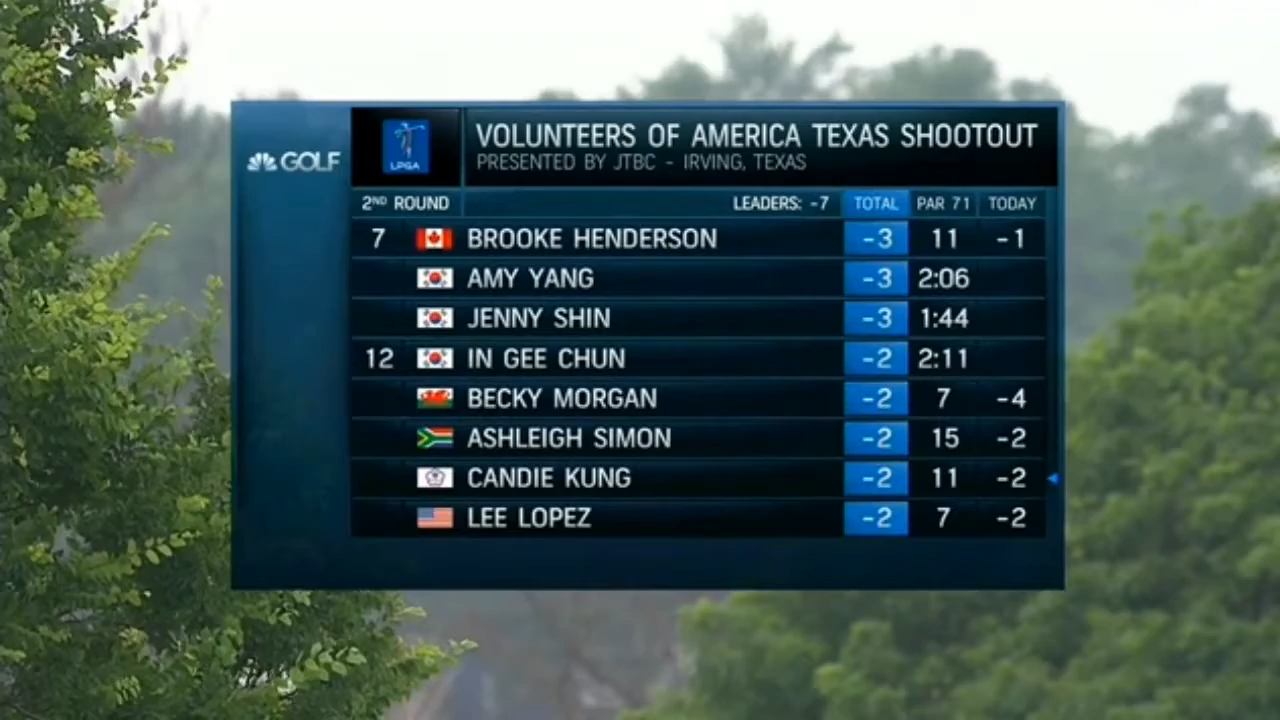 GOLF
LPGA
VOLUNTEERS OF AMERICA TEXAS SHOOTOUT
PRESENTED BY JTBC - IRVING, TEXAS
2ND ROUND LEADERS: -7 TOTAL PAR 71 TODAY
7 BROOKE HENDERSON -3 11 -1
AMY YANG -3 2:06
JENNY SHIN -3 1:44
12 IN GEE CHUN -2 2:11
BECKY MORGAN -2 7 -4
ASHLEIGH SIMON -2 15 -2
CANDIE KUNG -2 11 -2
LEE LOPEZ -2 7 -2